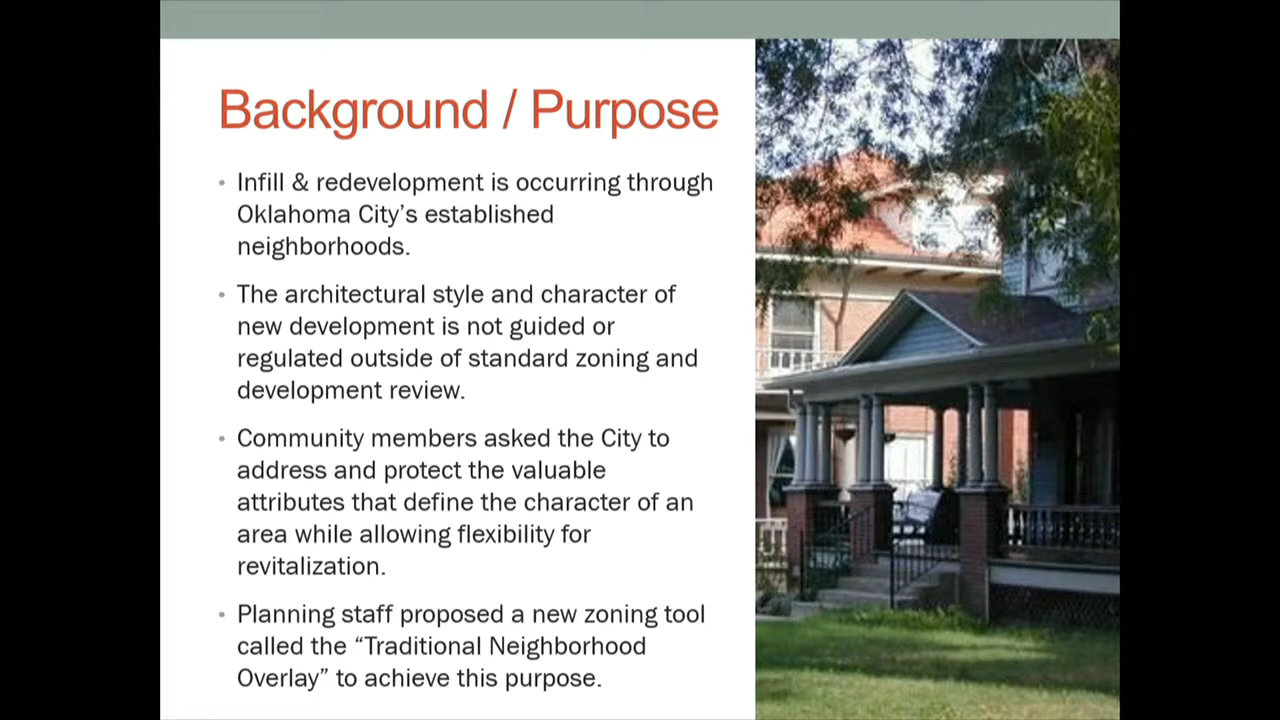 Background / Purpose
• Infill & redevelopment is occurring through
Oklahoma City’s established
neighborhoods.
• The architectural style and character of
new development is not guided or
regulated outside of standard zoning and
development review.
• Community members asked the City to
address and protect the valuable
attributes that define the character of an
area while allowing flexibility for
revitalization.
• Planning staff proposed a new zoning tool
called the “Traditional Neighborhood
Overlay” to achieve this purpose.